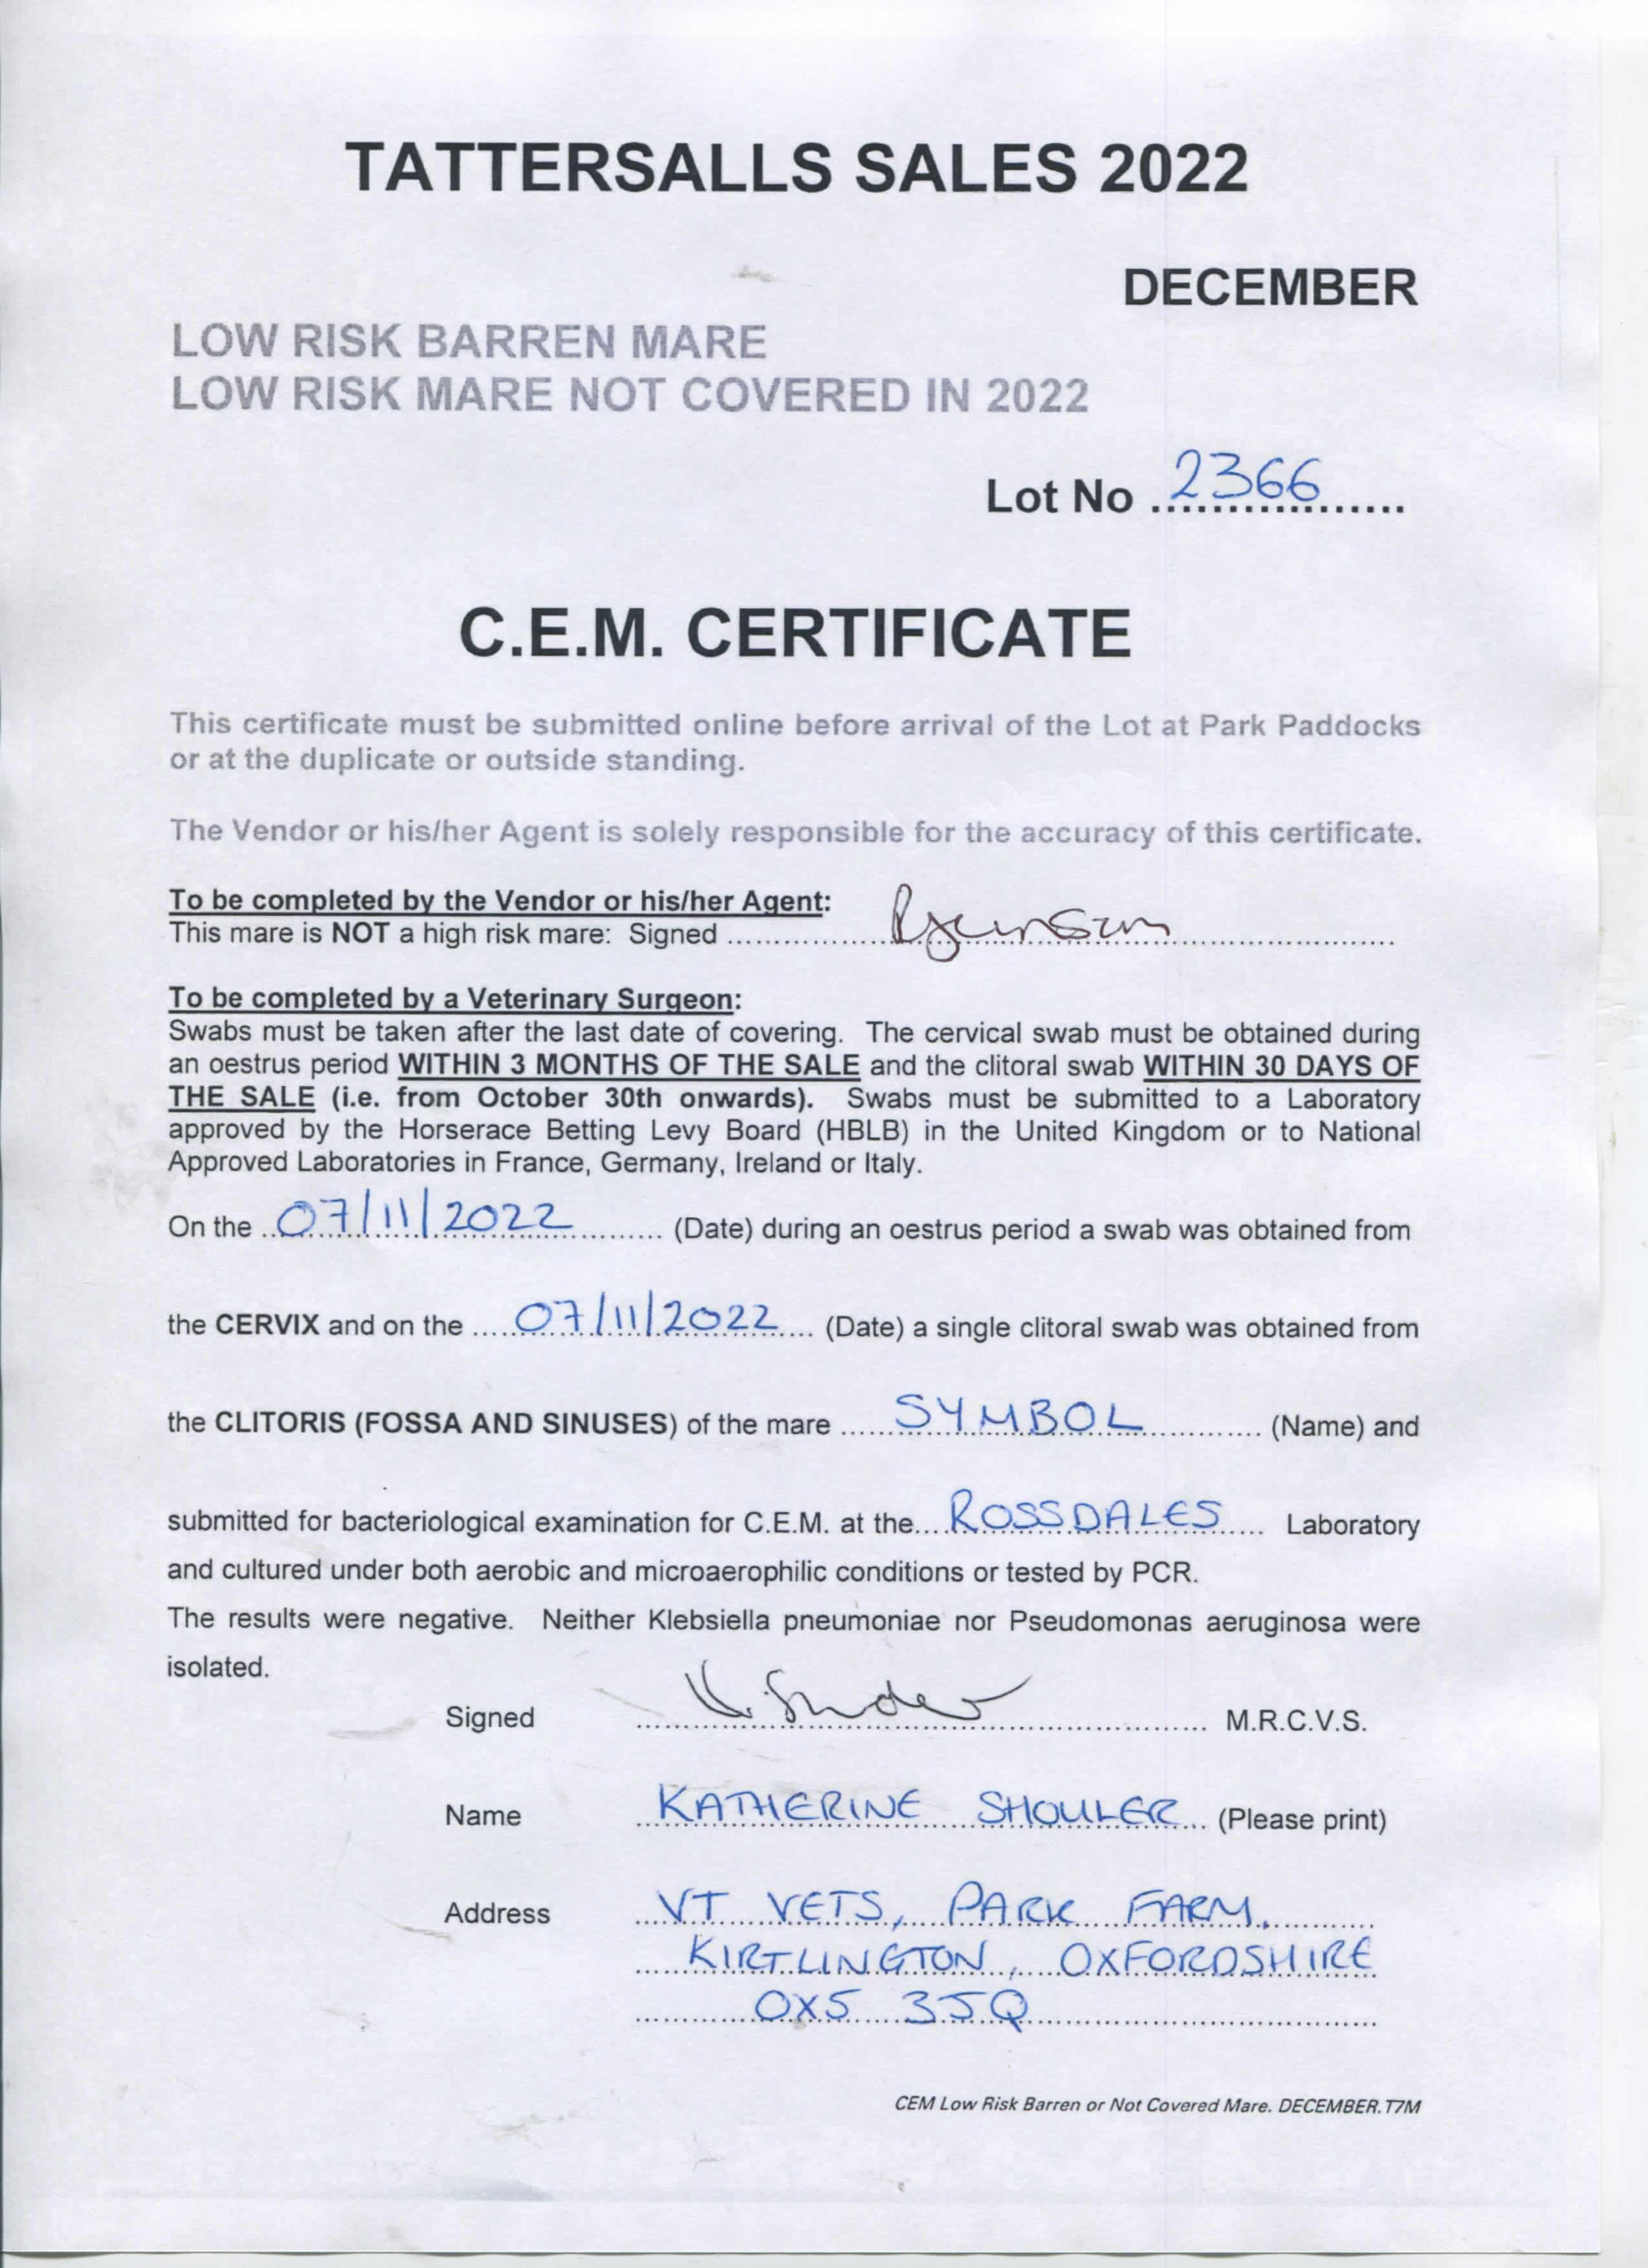 TATTERSALLS SALES 2022
DECEMBER
LOW RISK BARREN MARE
LOW RISK MARE NOT COVERED IN 2022
Lot No 2366
C.E.M. CERTIFICATE
This certificate must be submitted online before arrival of the Lot at Park Paddocks
or at the duplicate or outside standing.
The Vendor or his/her Agent is solely responsible for the accuracy of this certificate.
To be completed by the Vendor or his/her Agent:
This mare is NOT a high risk mare: Signed
To be completed by a Veterinary Surgeon:
Swabs must be taken after the last date of covering. The cervical swab must be obtained during
an oestrus period WITHIN 3 MONTHS OF THE SALE and the clitoral swab WITHIN 30 DAYS OF
THE SALE (i.e. from October 30th onwards). Swabs must be submitted to a Laboratory
approved by the Horserace Betting Levy Board (HBLB) in the United Kingdom or to National
Approved Laboratories in France, Germany, Ireland or Italy.
On the 07/11/2022 (Date) during an oestrus period a swab was obtained from
the CERVIX and on the 07/11/2022 (Date) a single clitoral swab was obtained from
the CLITORIS (FOSSA AND SINUSES) of the mare SYMBOL (Name) and
submitted for bacteriological examination for C.E.M. at the ROSSDALES Laboratory
and cultured under both aerobic and microaerophilic conditions or tested by PCR.
The results were negative. Neither Klebsiella pneumoniae nor Pseudomonas aeruginosa were
isolated.
Signed M.R.C.V.S.
Name KATHERINE SHOULER (Please print)
Address VT VETS, PARK FARM,
KIRTLINGTON, OXFORDSHIRE
OX5 3JQ
CEM Low Risk Barren or Not Covered Mare. DECEMBER.T7M